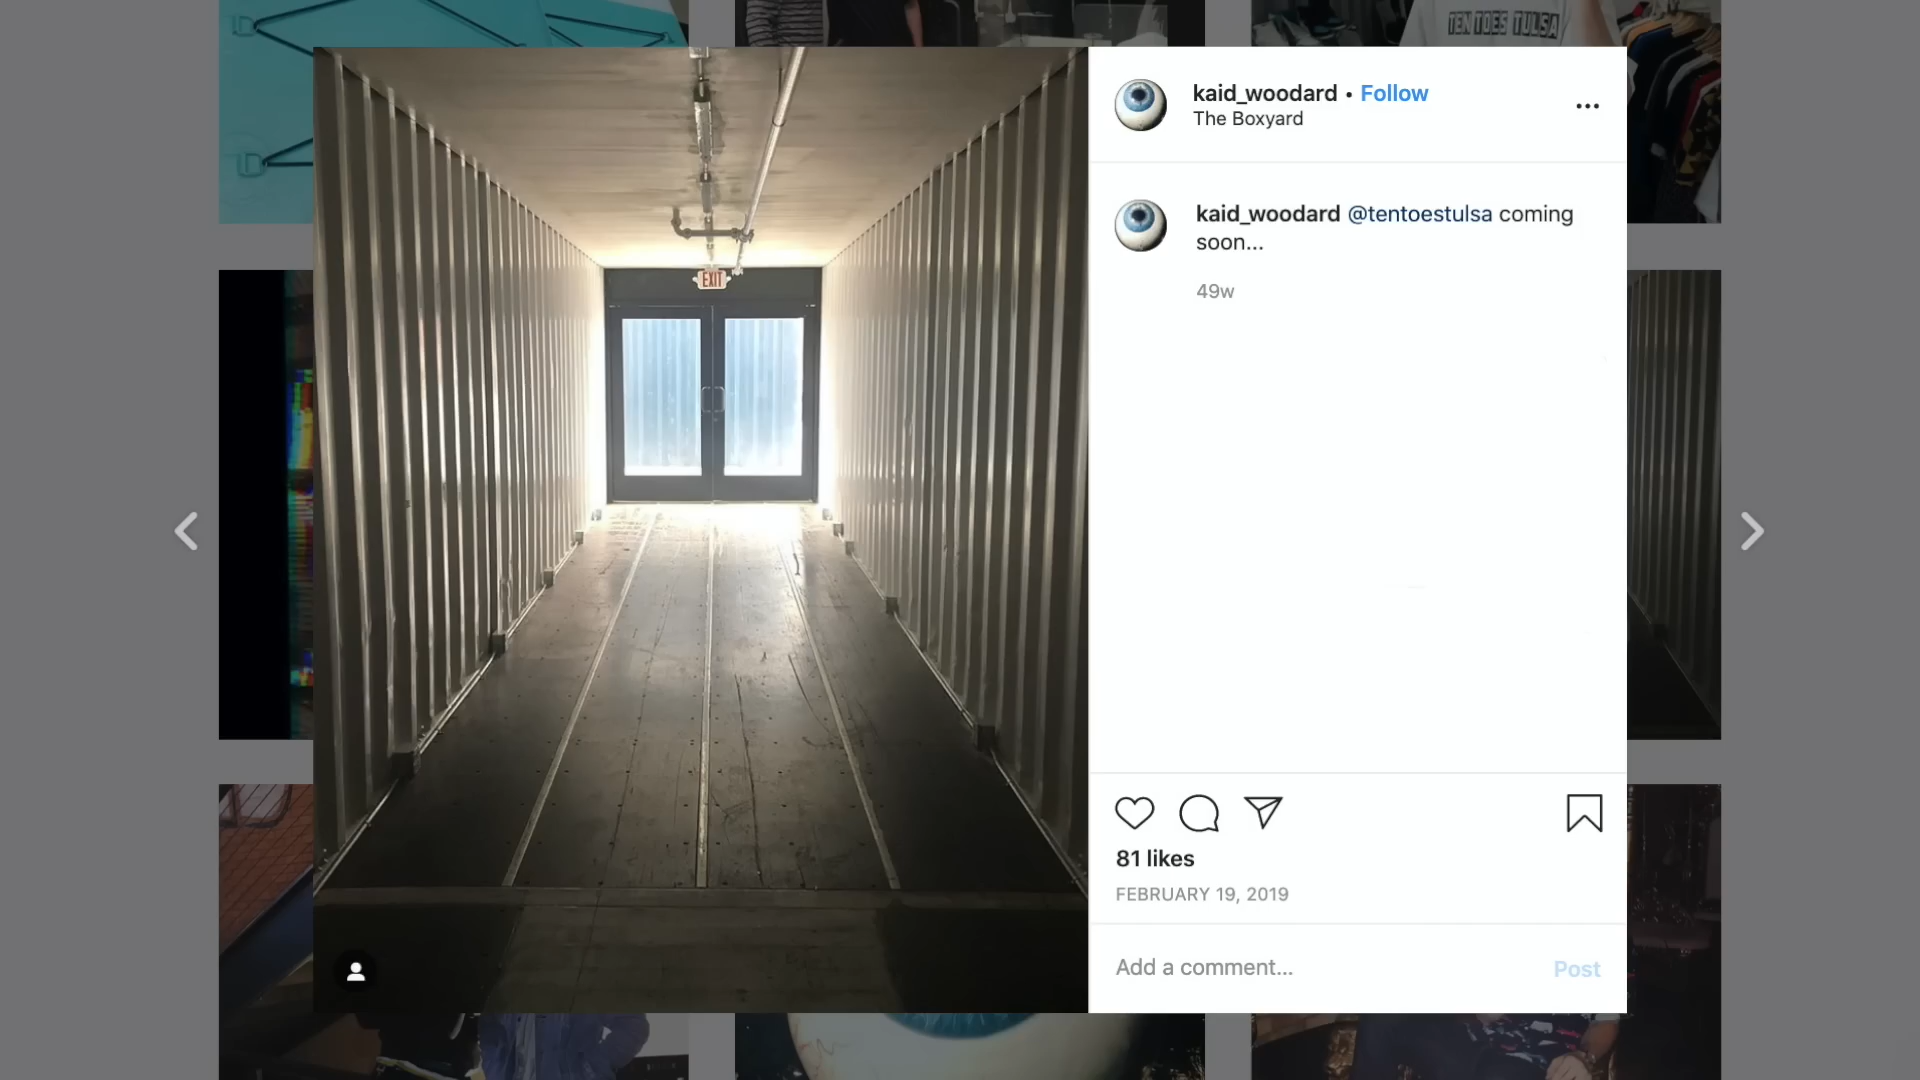 TEN TOES TULSA
EXIT
kaid_woodard • Follow
The Boxyard
kaid_woodard @tentoestulsa coming
soon...
49w
81 likes
FEBRUARY 19, 2019
Add a comment...
Post